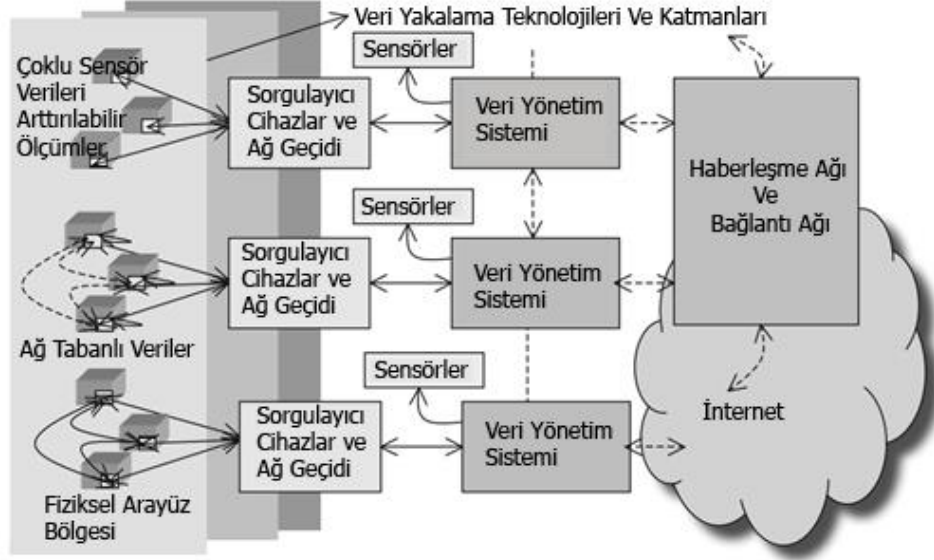 Veri Yakalama Teknolojileri Ve Katmanları
Çoklu Sensör
Verileri
Arttırılabilir
Ölçümler
Sorgulayıcı
Cihazlar ve
Ağ Geçidi
Sensörler
Veri Yönetim
Sistemi
Haberleşme Ağı
Ve
Bağlantı Ağı
Ağ Tabanlı Veriler
Sorgulayıcı
Cihazlar ve
Ağ Geçidi
Sensörler
Veri Yönetim
Sistemi
Fiziksel Arayüz
Bölgesi
Sorgulayıcı
Cihazlar ve
Ağ Geçidi
Sensörler
Veri Yönetim
Sistemi
İnternet